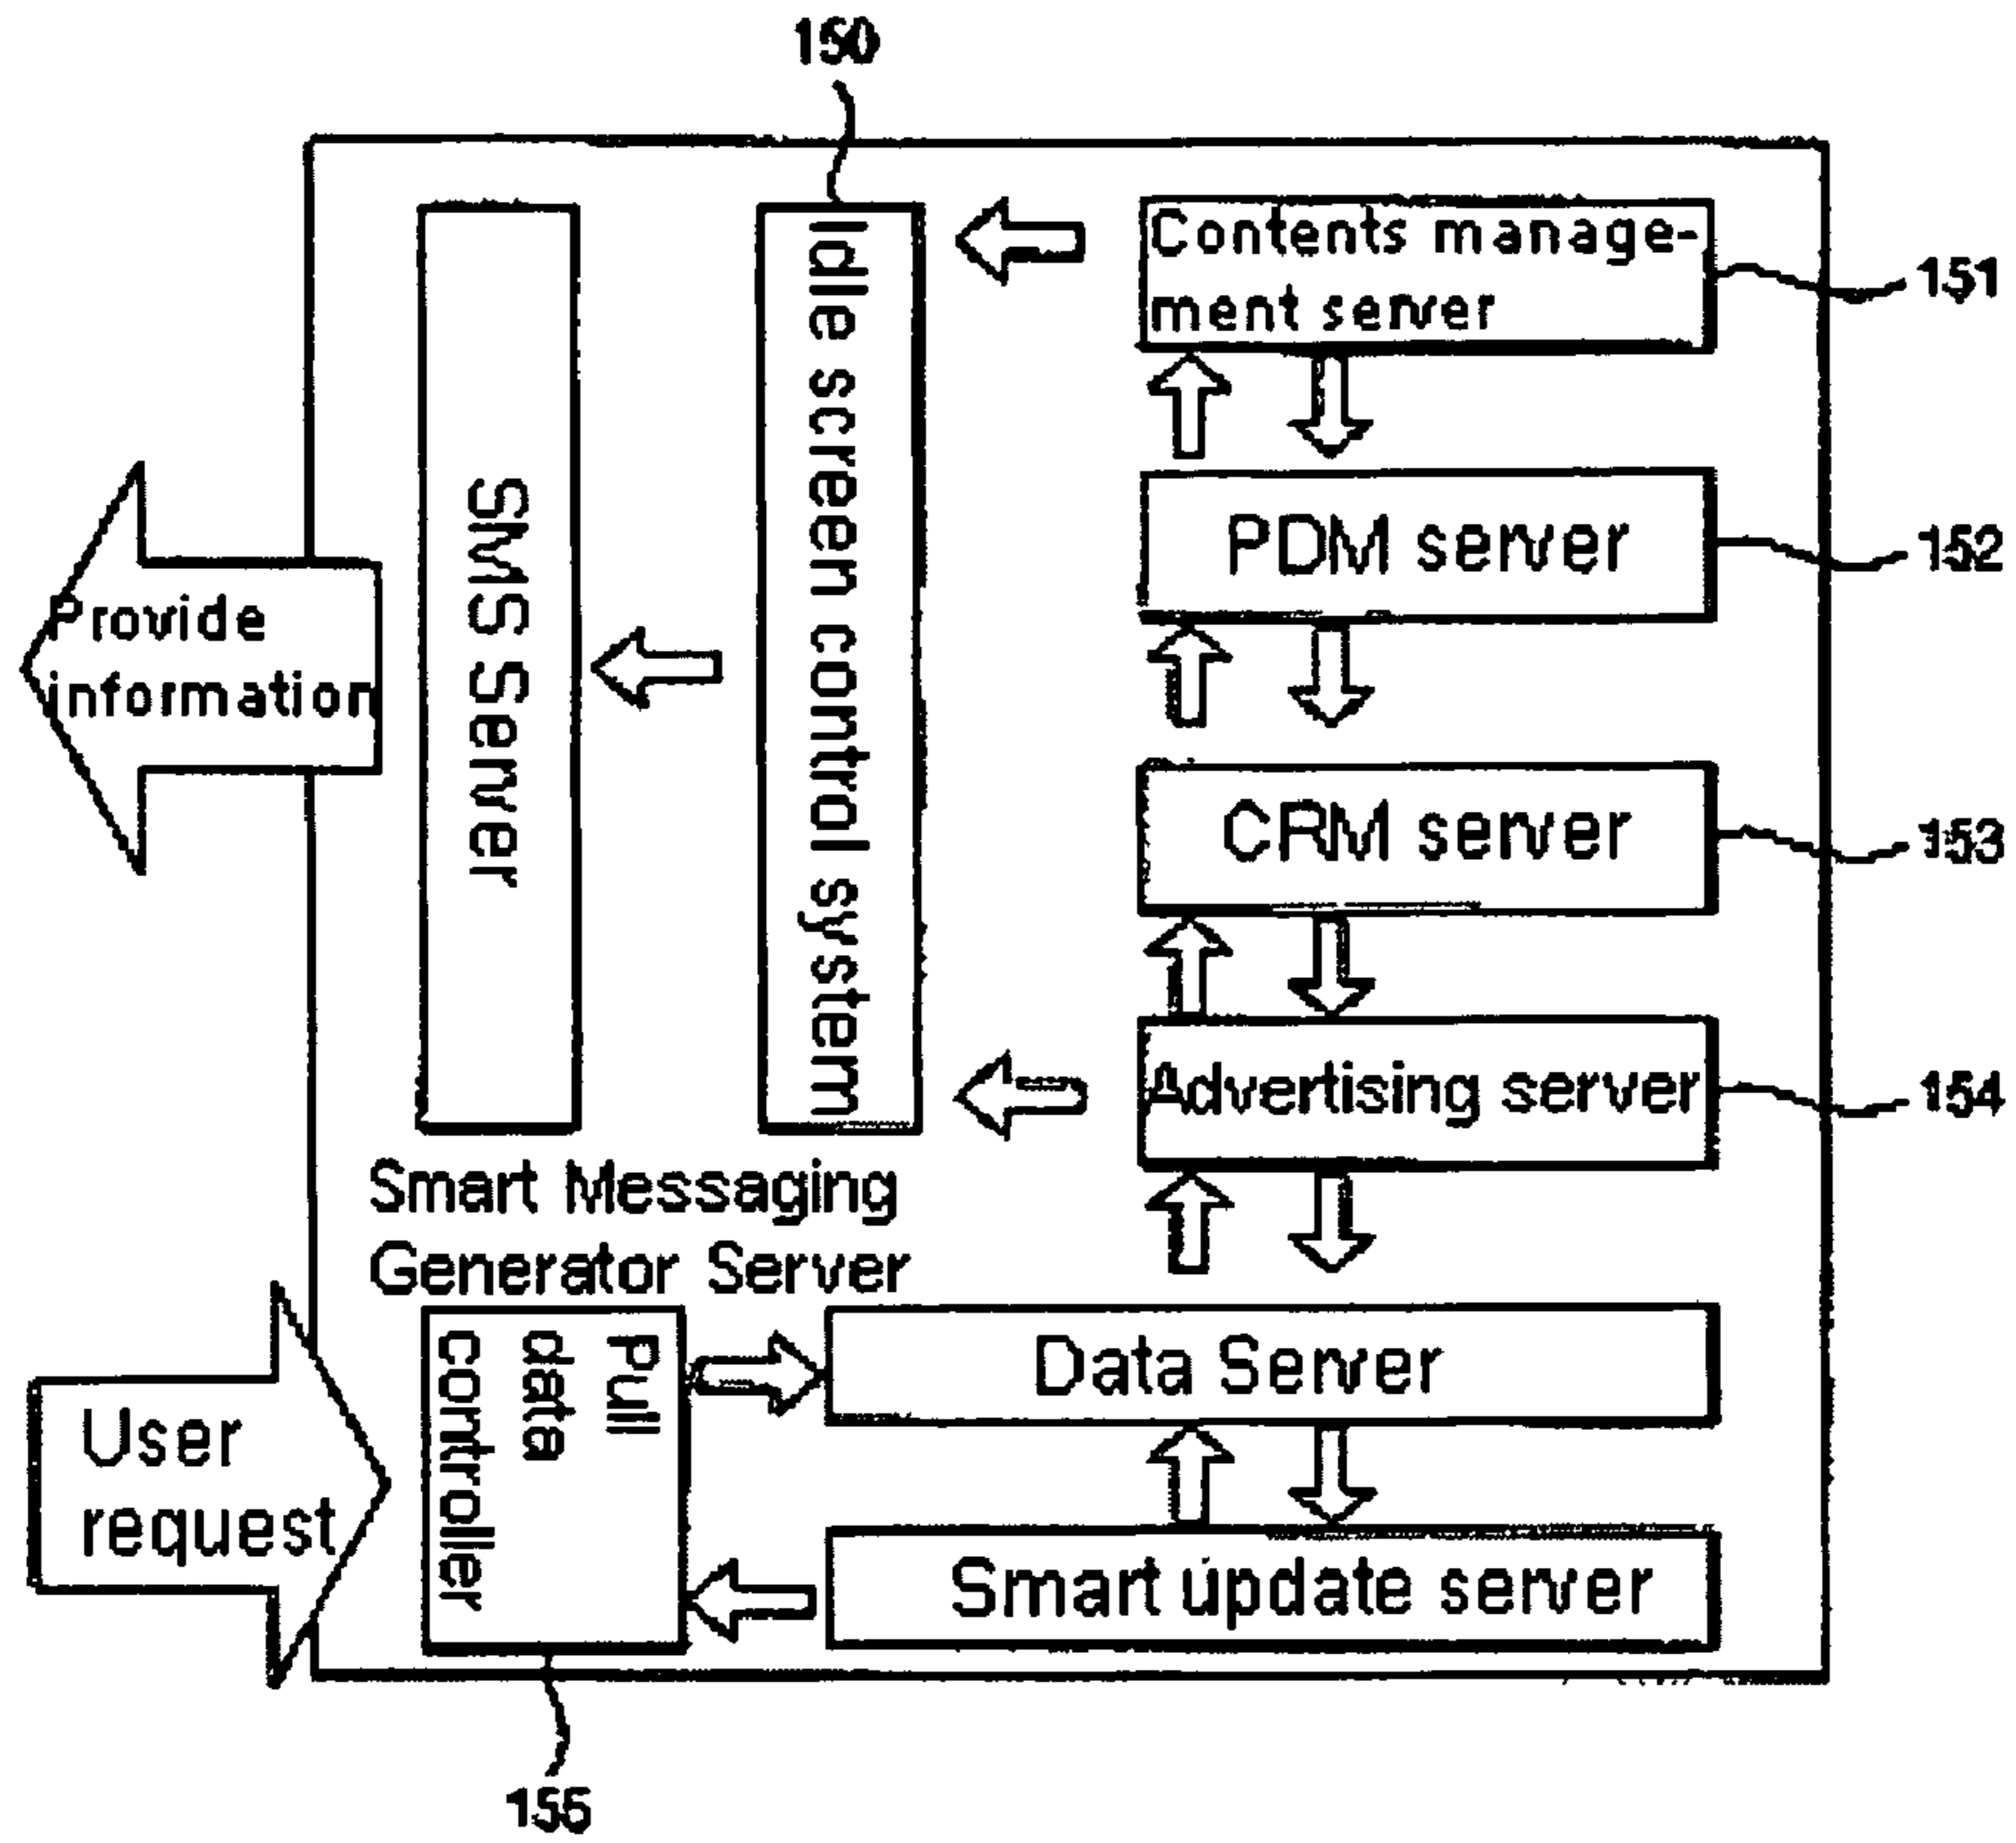 150
Contents manage-
ment server
151
Idle screen control system
SMS Server
PDM server
152
Provide
information
CRM server
153
Advertising server
154
Smart Messaging
Generator Server
Pull
data
controller
Data Server
User
request
Smart update server
155